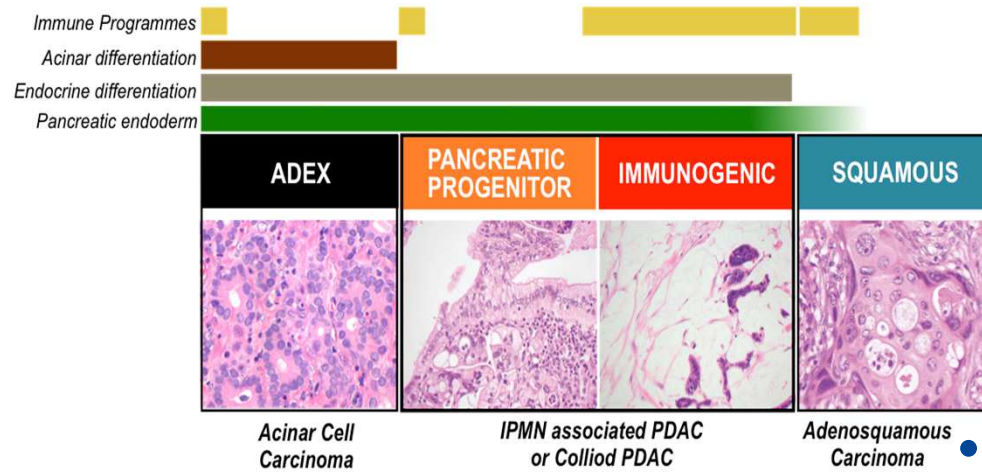 Immune Programmes
Acinar differentiation
Endocrine differentiation
Pancreatic endoderm
ADEX
PANCREATIC
PROGENITOR
IMMUNOGENIC
SQUAMOUS
Acinar Cell
Carcinoma
IPMN associated PDAC
or Colliod PDAC
Adenosquamous
Carcinoma